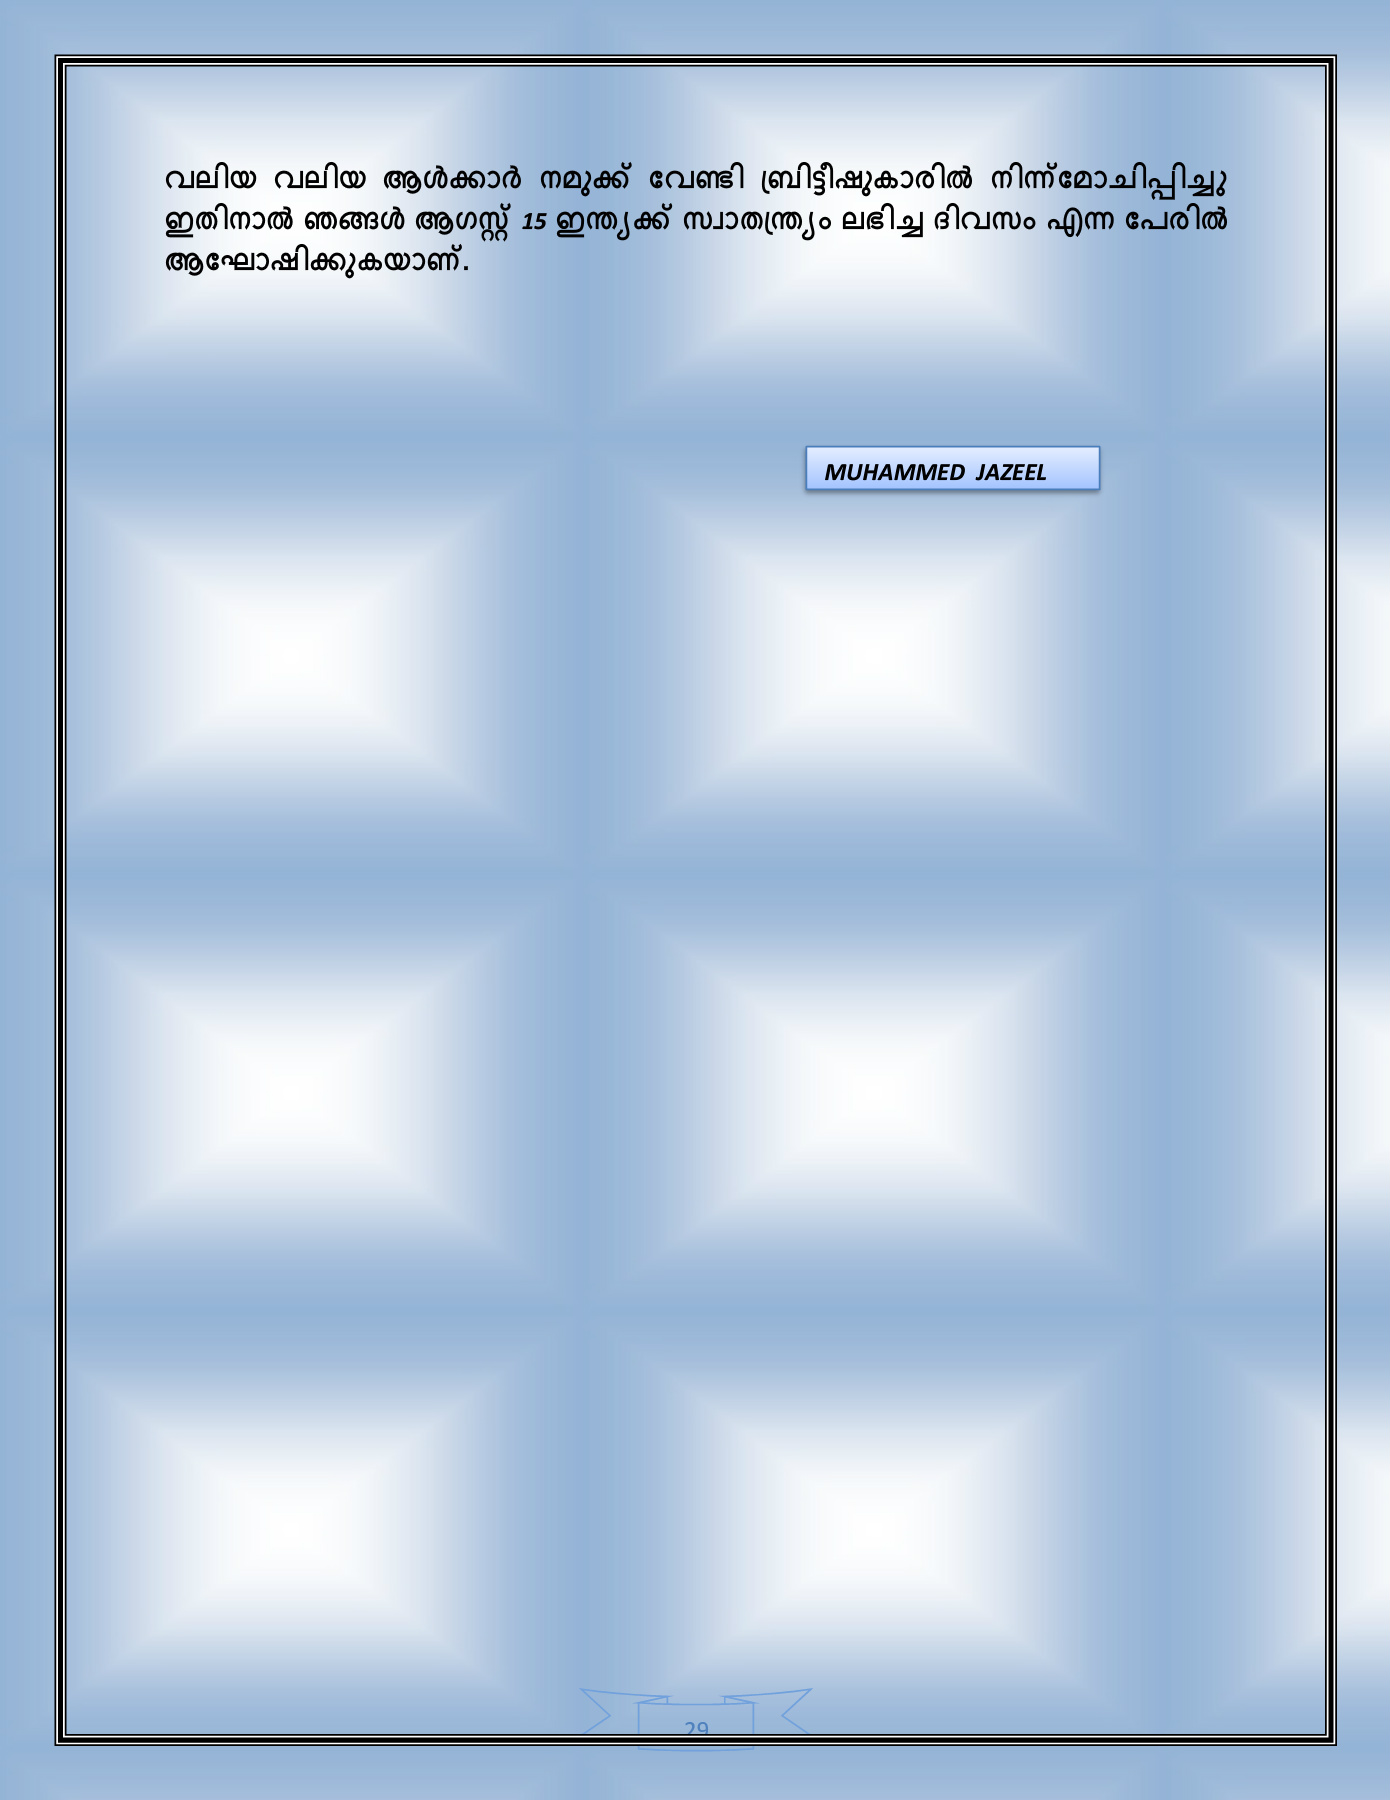 വലിയ വലിയ ആൾക്കാർ നമുക്ക് വേണ്ടി ബ്രിട്ടീഷുകാരിൽ നിന്ന്മോചിപ്പിച്ചു
ഇതിനാൽ ഞങ്ങൾ ആഗസ്റ്റ് 15 ഇന്ത്യക്ക് സ്വാതന്ത്ര്യം ലഭിച്ച ദിവസം എന്ന പേരിൽ
ആഘോഷിക്കുകയാണ്.
MUHAMMED JAZEEL
29